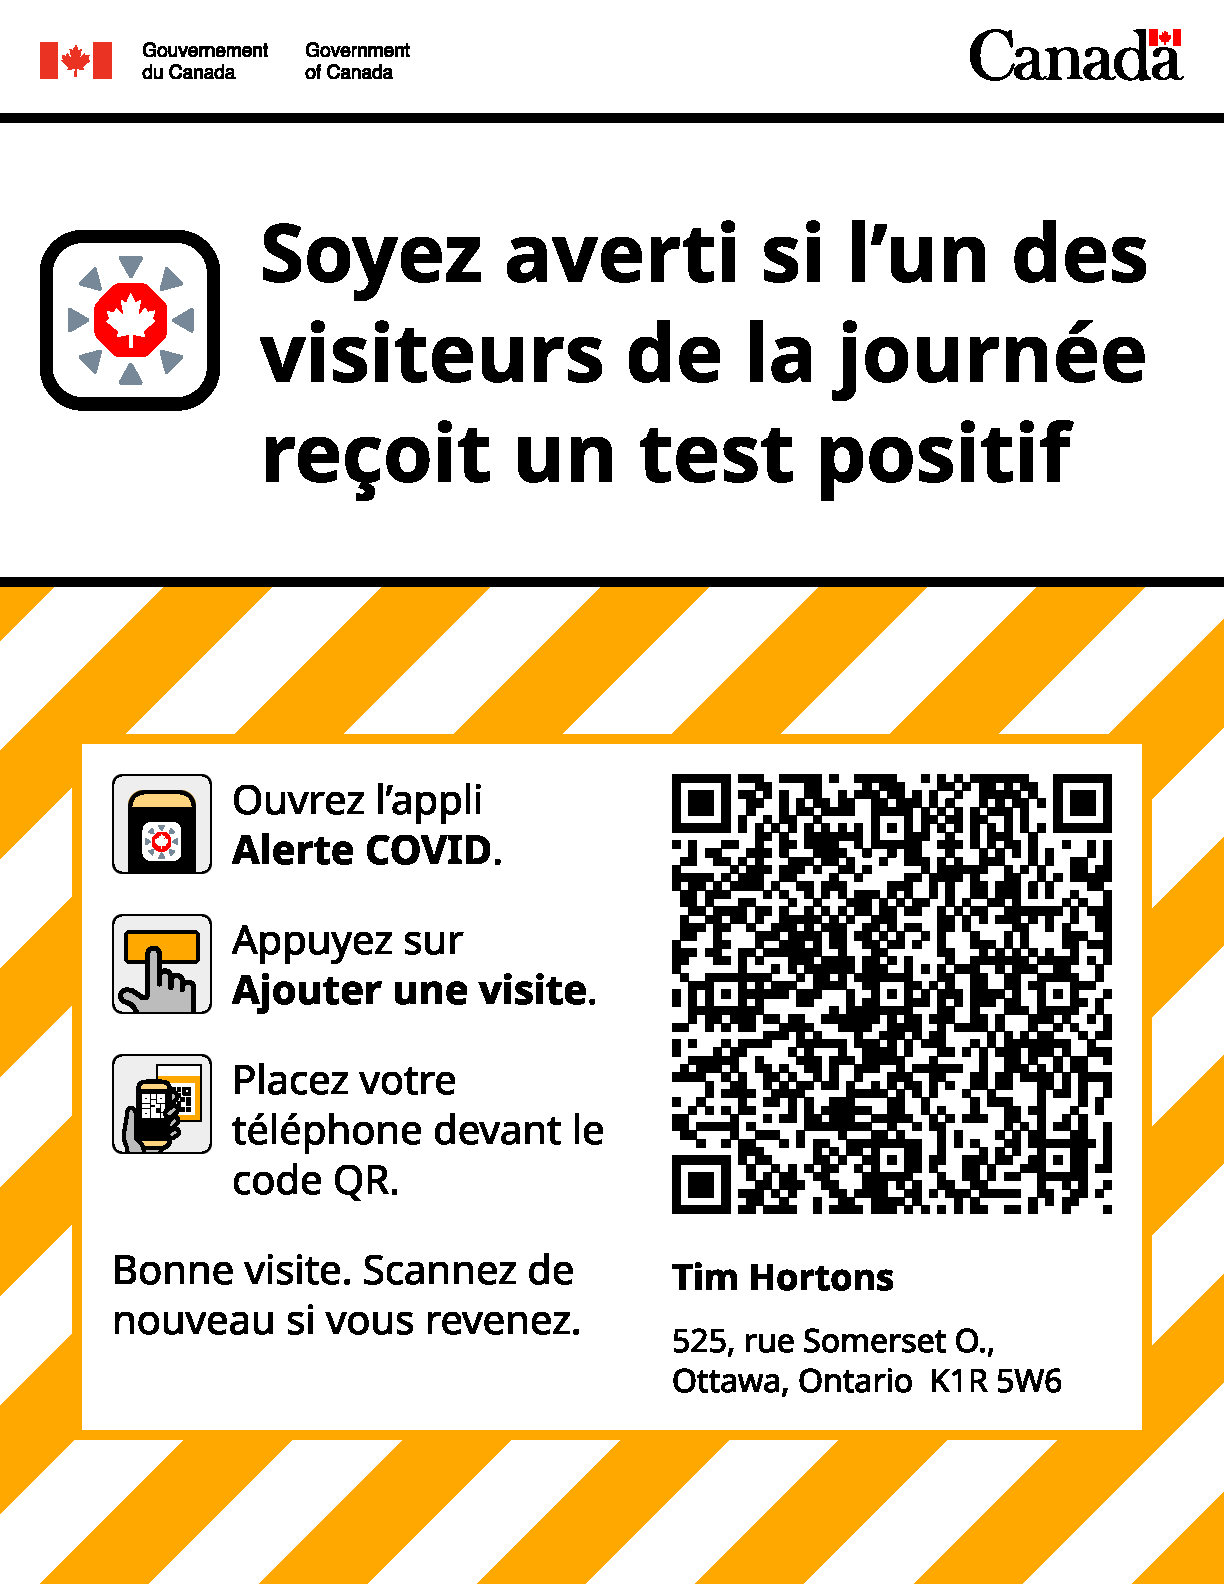 Gouvernement
du Canada
Government
of Canada
Canada
Soyez averti si l’un des
visiteurs de la journée
reçoit un test positif
Ouvrez l’appli
Alerte COVID.
Appuyez sur
Ajouter une visite.
Placez votre
téléphone devant le
code QR.
Bonne visite. Scannez de
nouveau si vous revenez.
Tim Hortons
525, rue Somerset O.,
Ottawa, Ontario  K1R 5W6